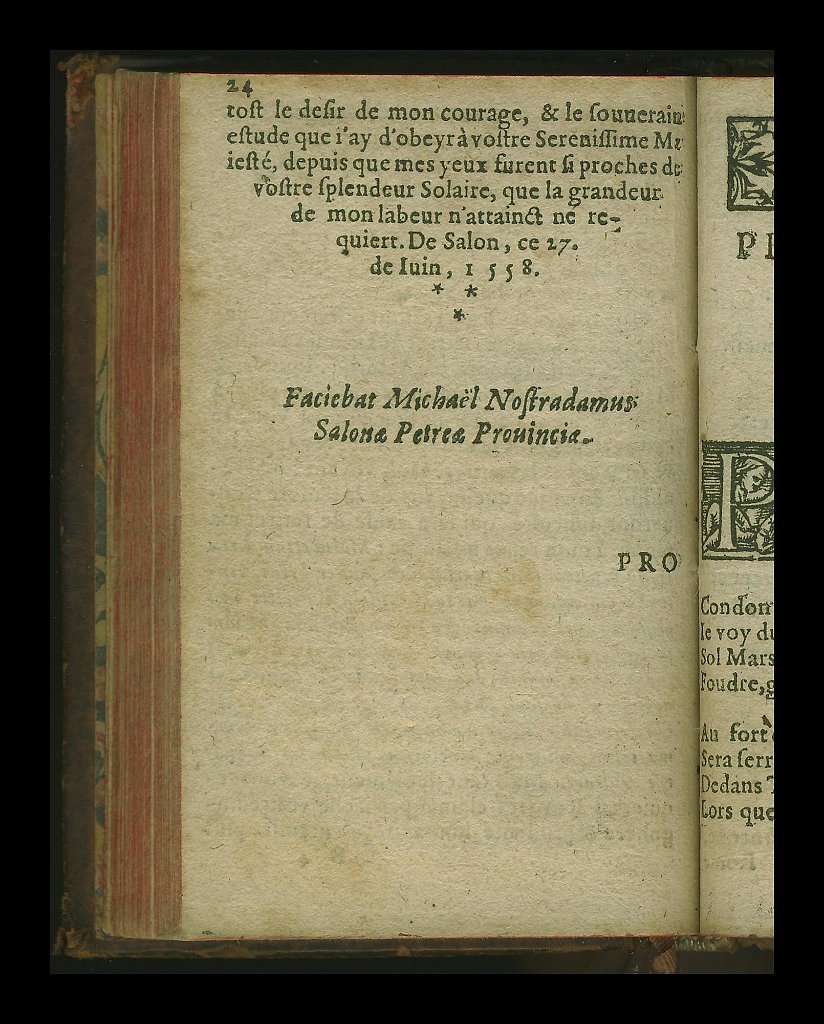 24
toſt le deſir de mon courage, & le ſouuerain
eſtude que i'ay d'obeyr à voſtre Sereniſſime Ma
ieſté, depuis que mes yeux furent ſi proches de
voſtre ſplendeur Solaire, que la grandeur
de mon labeur n'attainct ne re-
quiert. De Salon, ce 27.
de Iuin, 1558.
* *
*
Faciebat Michaël Noſtradamus
Salonæ Petreæ Prouinciæ.
PRO
P
Condom
Ie voy du
Sol Mars
Foudre, g
Au fort
Sera ſerr
Dedans T
Lors que